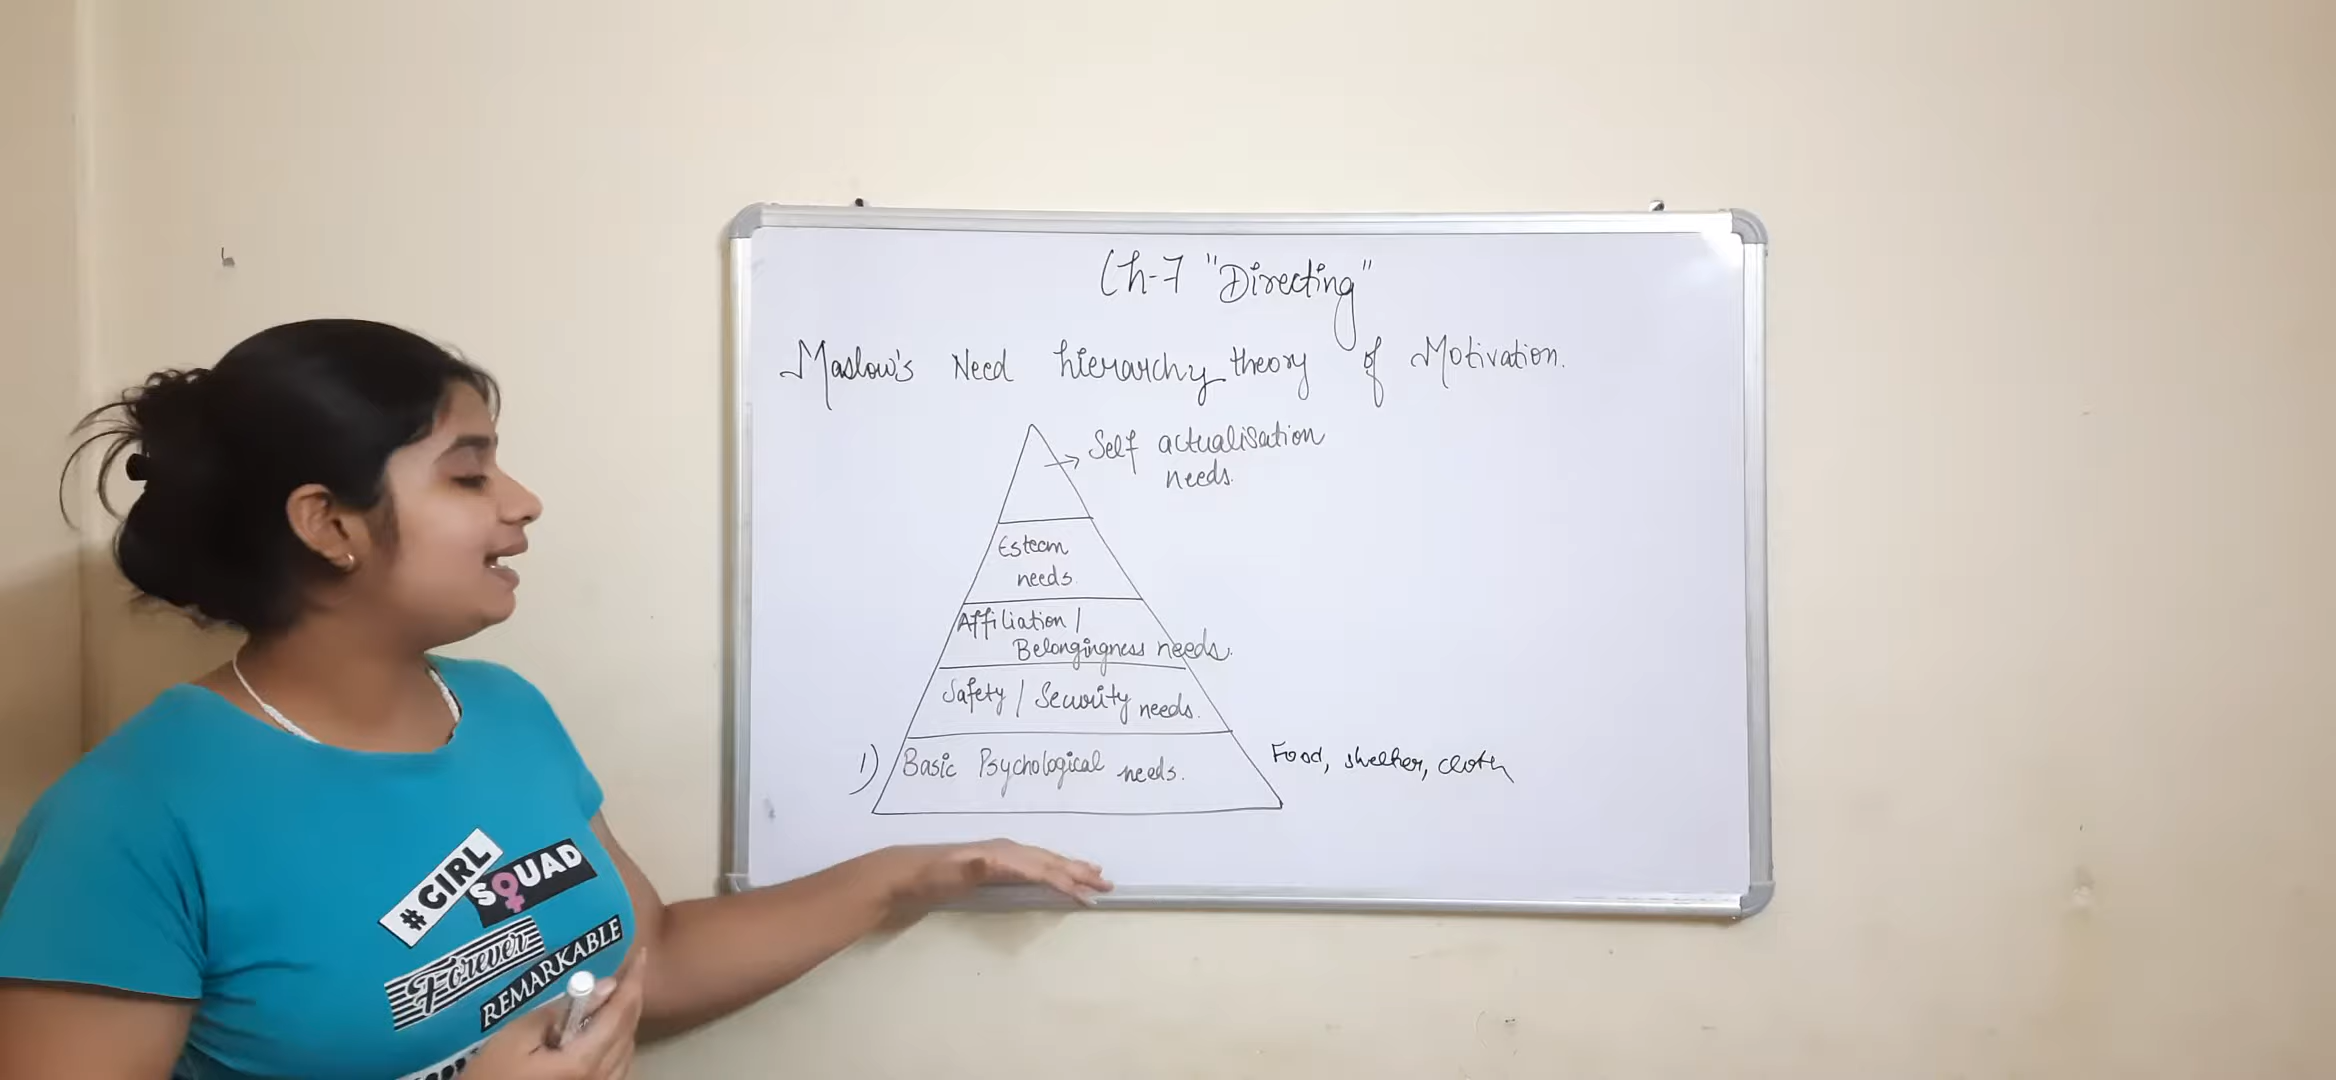 Ch-7 "Directing"
Maslow's Need hierarchy theory of Motivation.
Self actualisation
needs.
Esteem
needs.
Affiliation /
Belongingness needs.
Safety / Security needs.
1) Basic Psychological needs.
Food, shelter, cloth
#GIRL
SQUAD
Forever
REMARKABLE